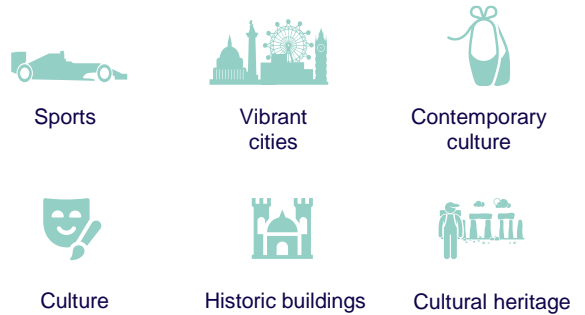 Sports
Vibrant
cities
Contemporary
culture
Culture
Historic buildings
Cultural heritage